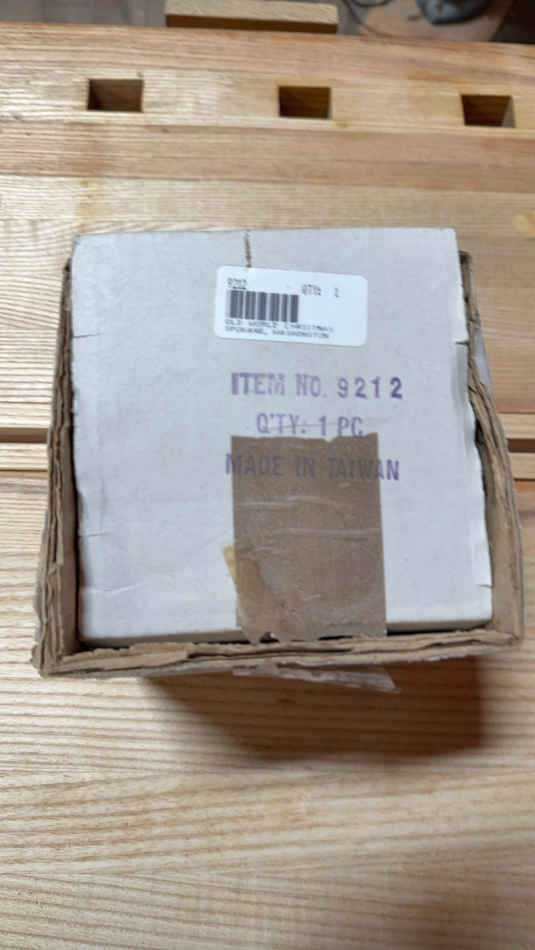 9212 QTY: 1
OLD WORLD CHRISTMAS
SPOKANE, WASHINGTON
ITEM NO. 9212
Q'TY: 1 PC
MADE IN TAIWAN